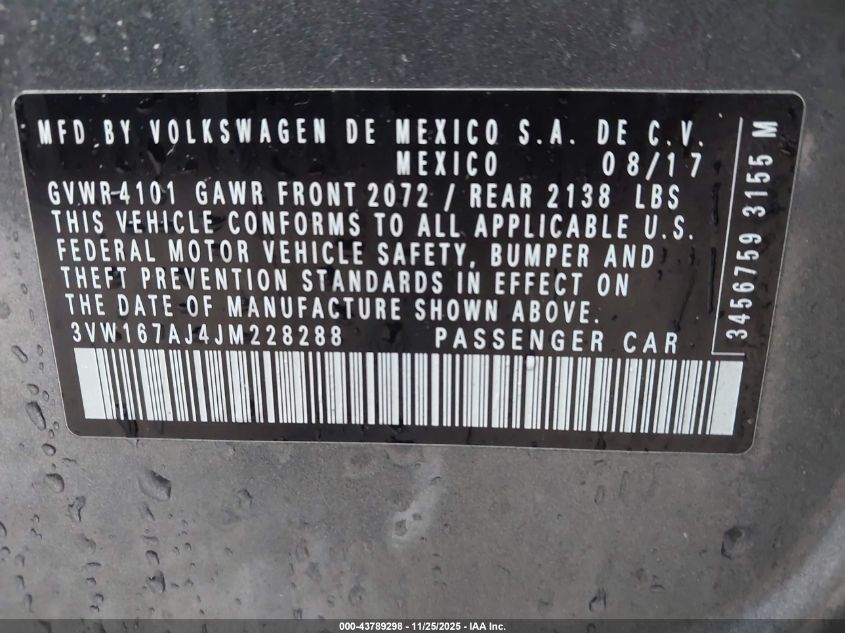 MFD BY VOLKSWAGEN DE MEXICO S.A. DE C.V.
MEXICO 08/17
GVWR-4101 GAWR FRONT 2072 / REAR 2138 LBS
THIS VEHICLE CONFORMS TO ALL APPLICABLE U.S.
FEDERAL MOTOR VEHICLE SAFETY, BUMPER AND
THEFT PREVENTION STANDARDS IN EFFECT ON
THE DATE OF MANUFACTURE SHOWN ABOVE.
3VW167AJ4JM228288 PASSENGER CAR
3456759 3155 M
000-43789298 - 11/25/2025 - IAA Inc.